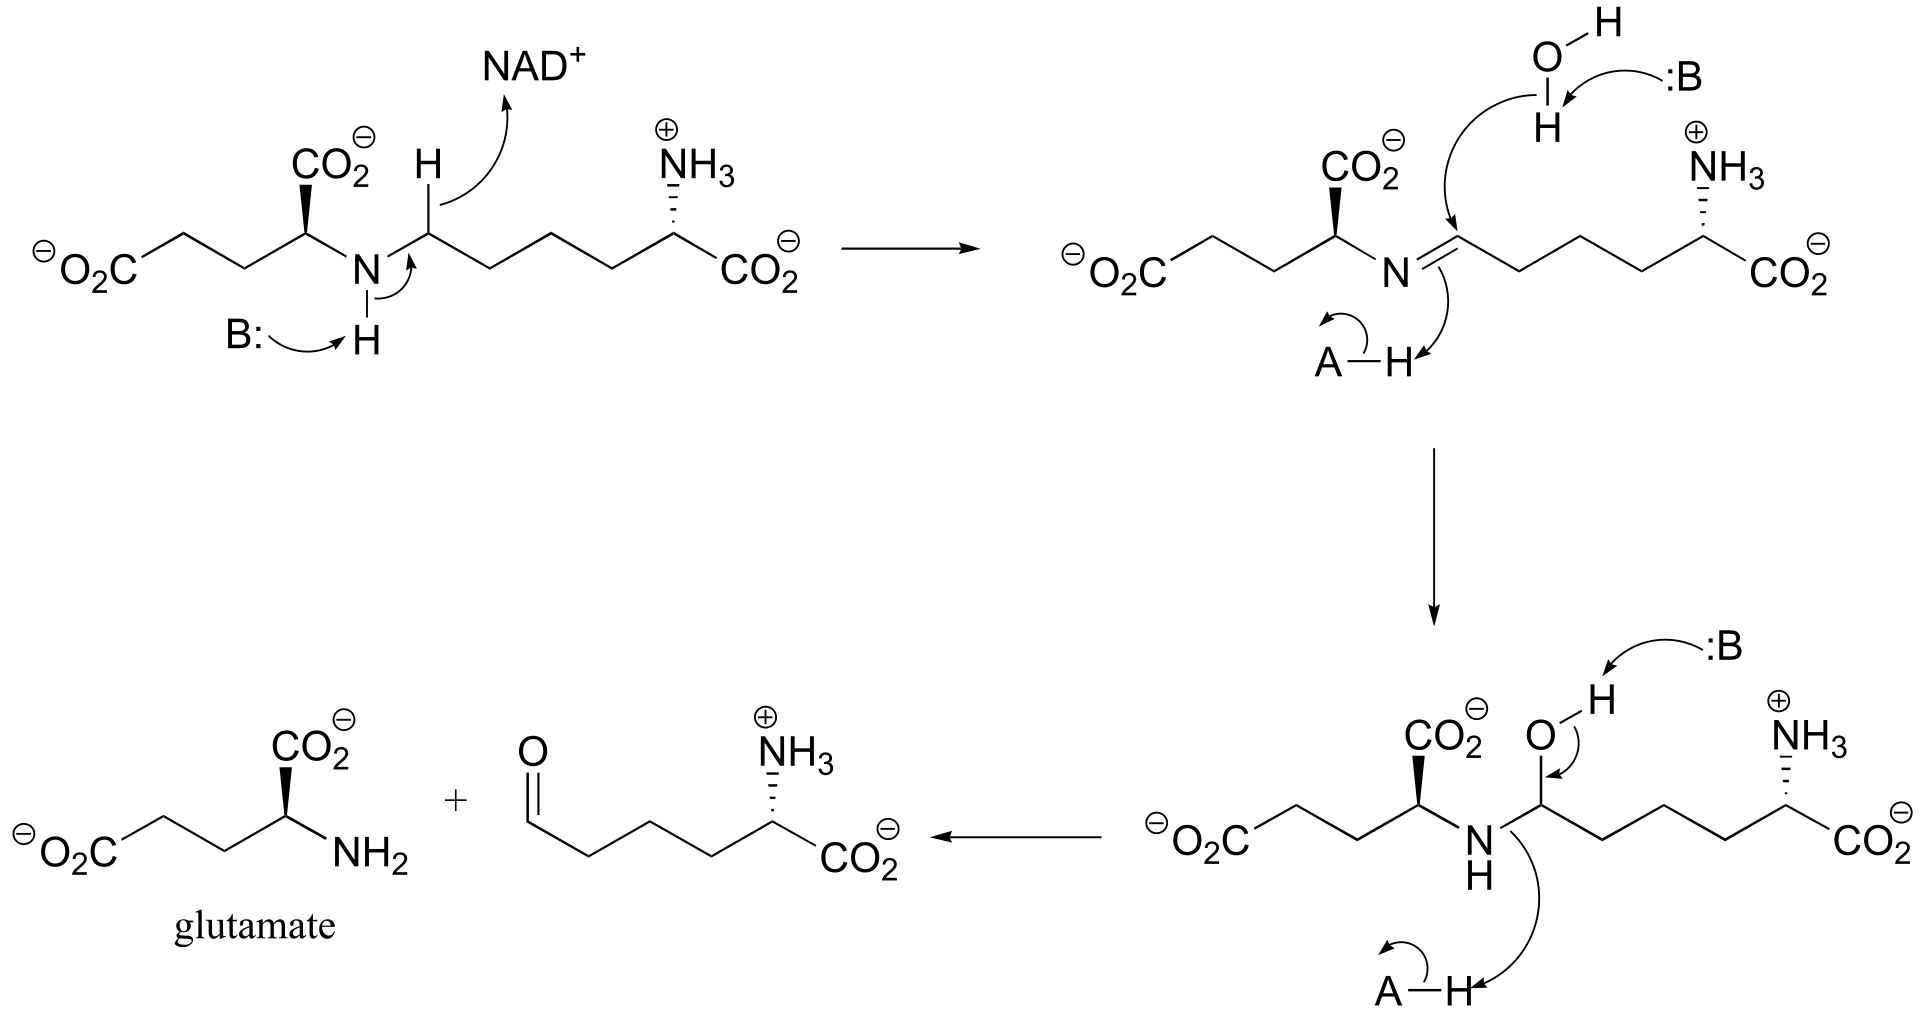 NAD⁺
CO₂⊖
H
⊕
NH₃
⊖O₂C
N
H
CO₂⊖
B:
H
O
H
:B
CO₂⊖
⊕
NH₃
⊖O₂C
N
CO₂⊖
A
H
:B
H
O
CO₂⊖
⊕
NH₃
⊖O₂C
N
H
CO₂⊖
A
H
CO₂⊖
⊖O₂C
NH₂
glutamate
+
O
⊕
NH₃
CO₂⊖